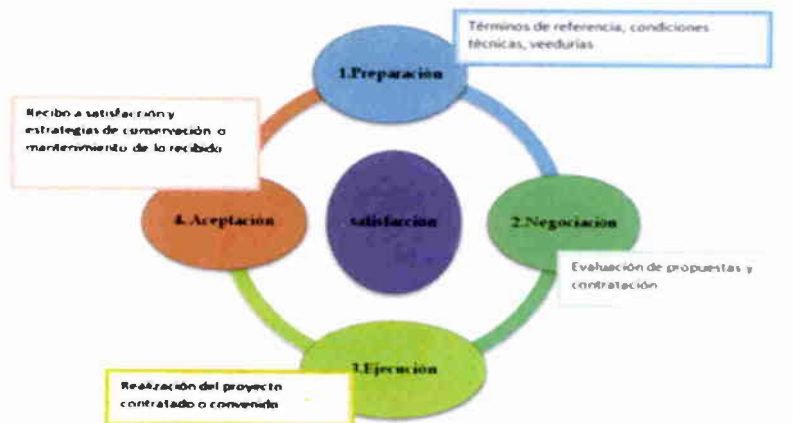 Términos de referencia, condiciones
técnicas, veedurías
1.Preparación
Recibo a satisfacción y
estrategias de conservación o
mantenimiento de lo recibido
4. Aceptación
satisfacción
2.Negociación
Evaluación de propuestas y
contratación
3.Ejecución
Realización del proyecto
contratado o convenido